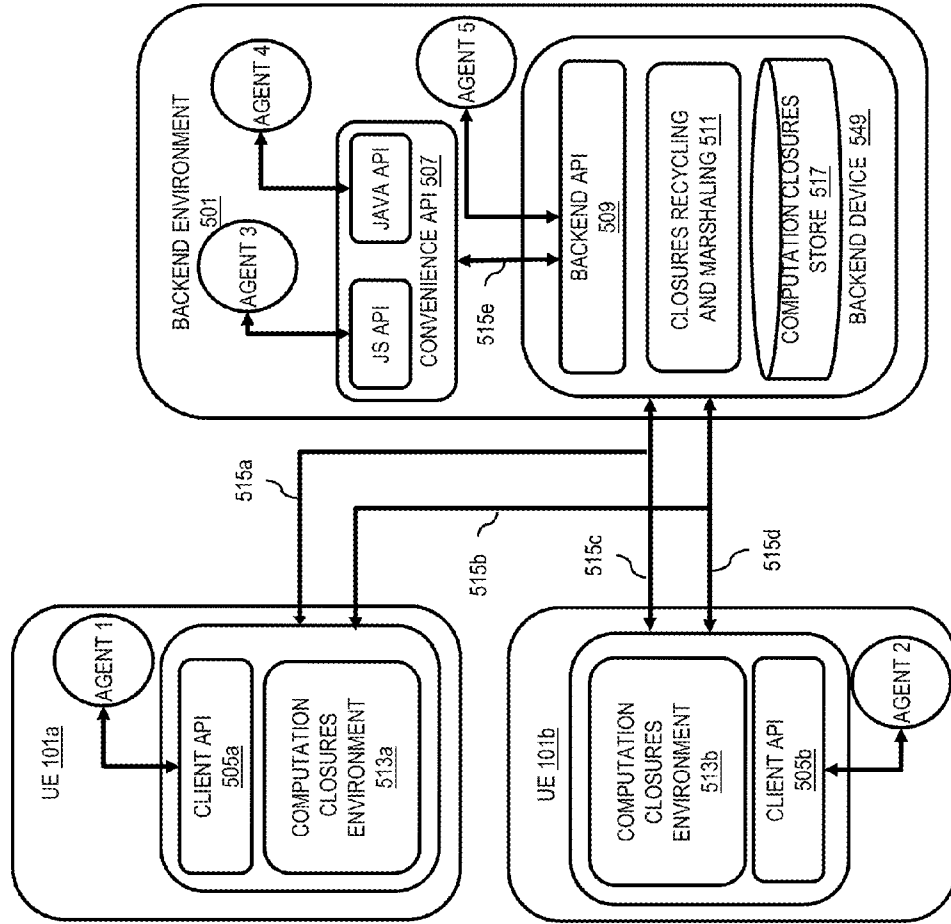 UE 101a
AGENT 1
CLIENT API
505a
COMPUTATION
CLOSURES
ENVIRONMENT
513a
UE 101b
COMPUTATION
CLOSURES
ENVIRONMENT
513b
CLIENT API
505b
AGENT 2
515a
515b
515c
515d
BACKEND ENVIRONMENT
501
AGENT 3
AGENT 4
JS API
JAVA API
CONVENIENCE API 507
AGENT 5
515e
BACKEND API
509
CLOSURES RECYCLING
AND MARSHALING 511
COMPUTATION CLOSURES
STORE 517
BACKEND DEVICE 549